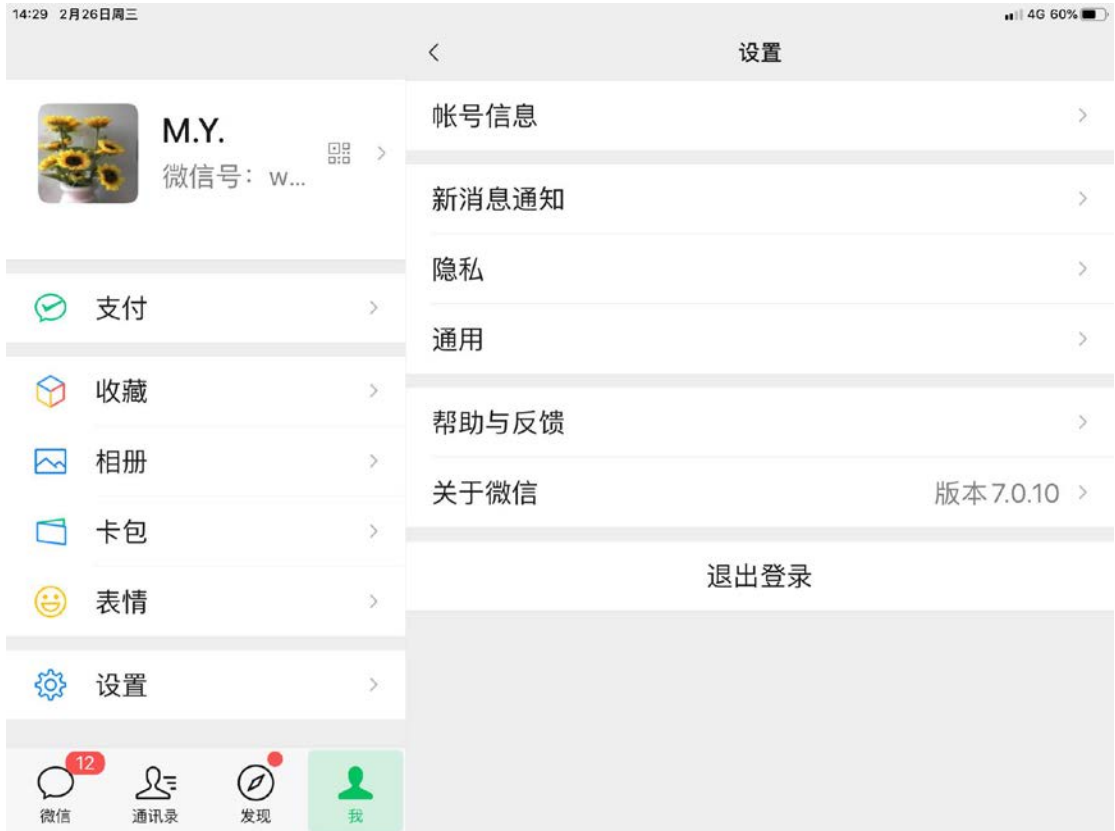 14:29 2月26日周三
4G 60%
M.Y.
微信号：w...
支付
收藏
相册
卡包
表情
设置
12
微信
通讯录
发现
我
设置
帐号信息
新消息通知
隐私
通用
帮助与反馈
关于微信 版本7.0.10
退出登录